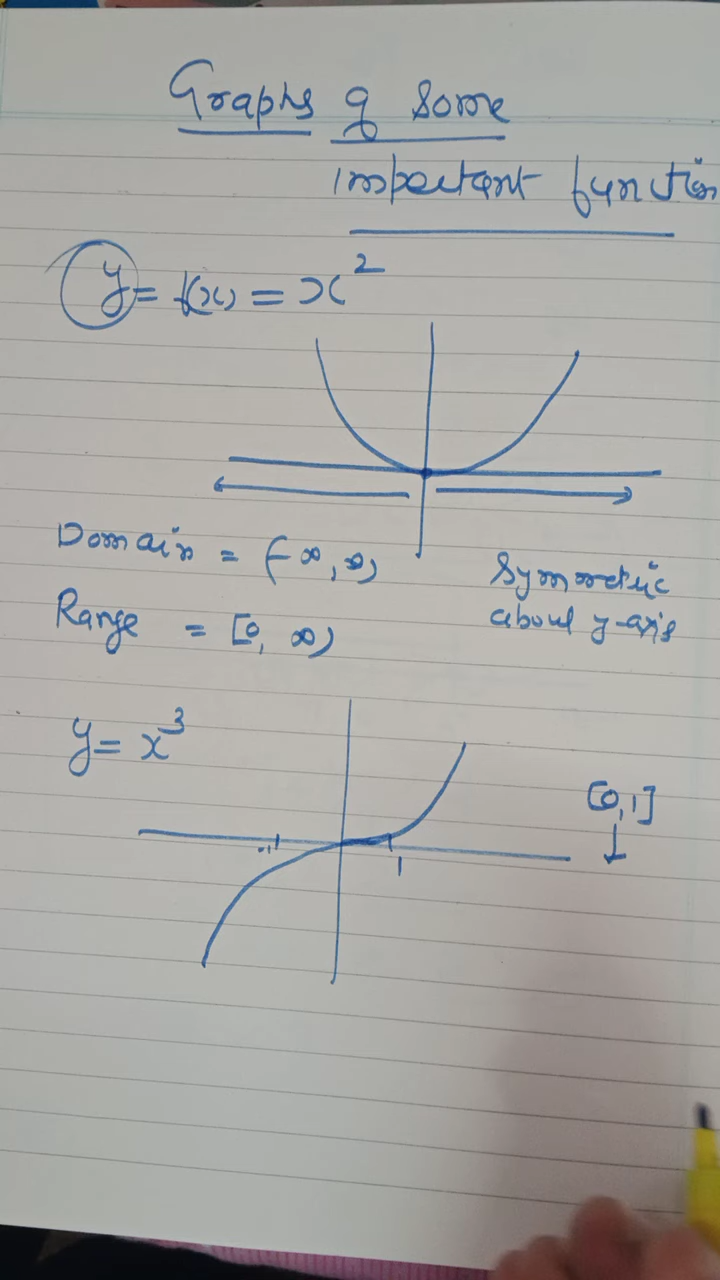 Graphs of some
important function
y = f(x) = x²
Domain = (-∞, ∞)
Range = [0, ∞)
Symmetric
about y-axis
y = x³
[0,1]
↓
-1
1